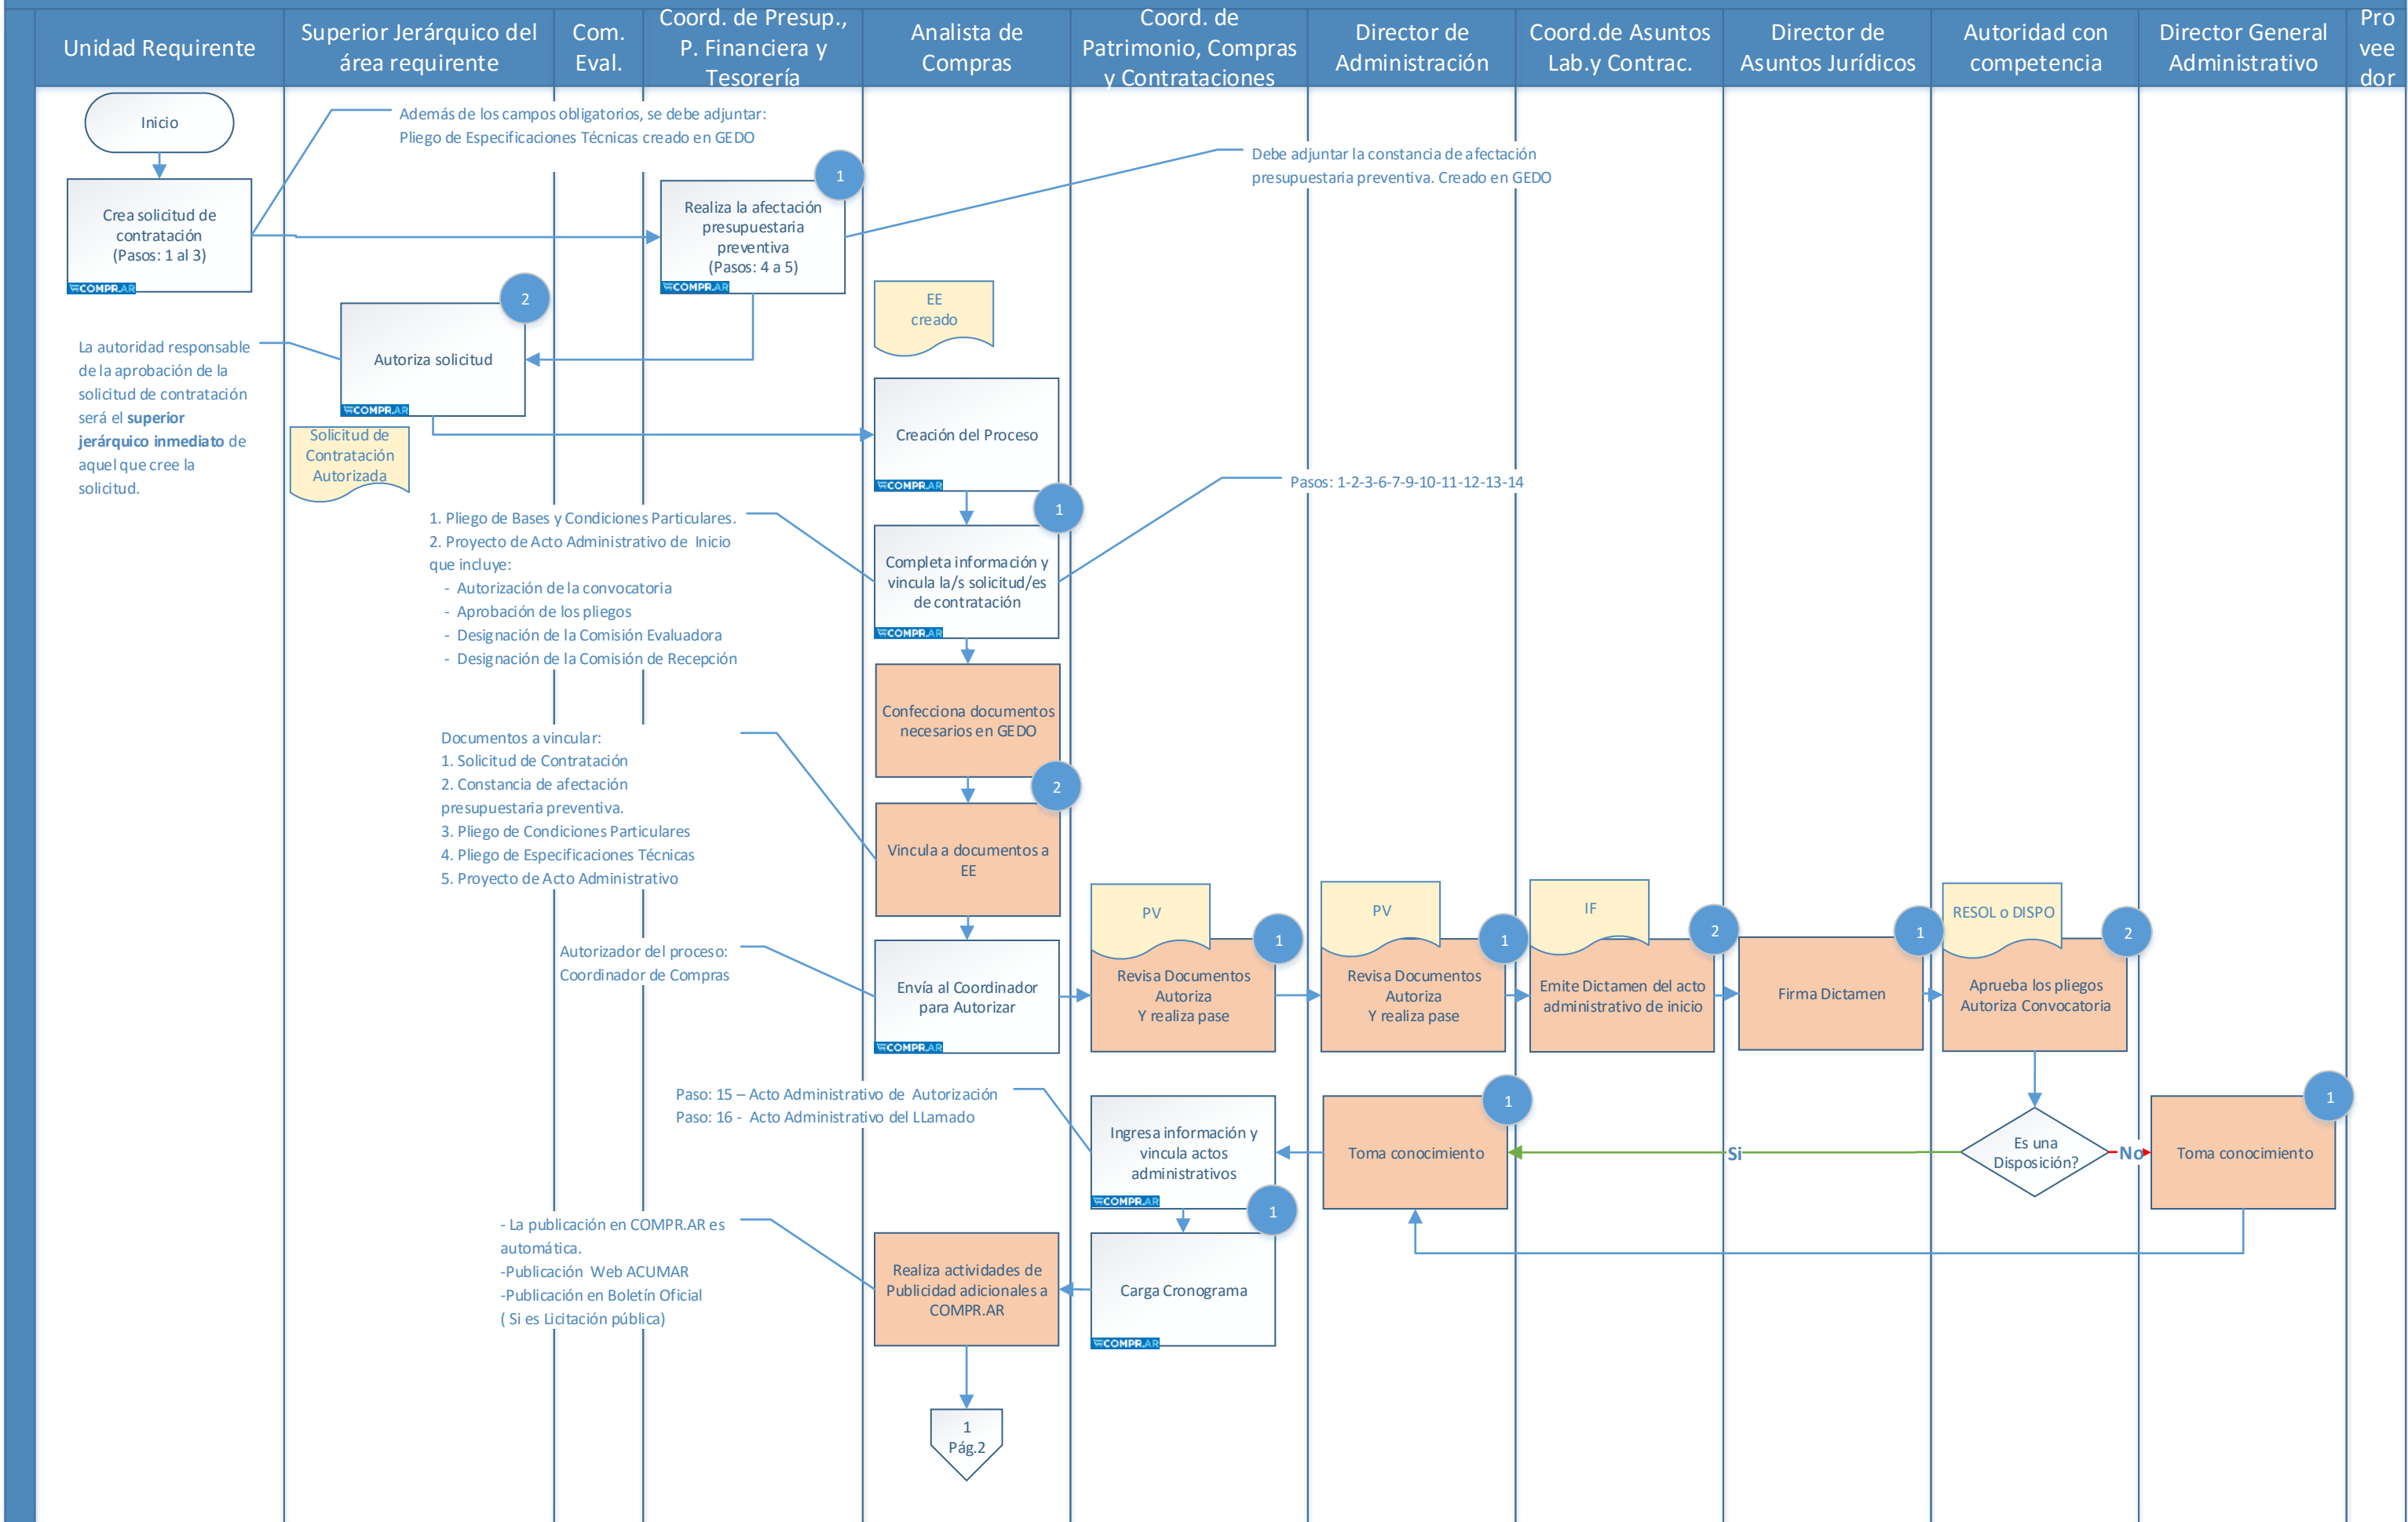 Unidad Requirente
Superior Jerárquico del
área requirente
Com.
Eval.
Coord. de Presup.,
P. Financiera y
Tesorería
Analista de
Compras
Coord. de
Patrimonio, Compras
y Contrataciones
Director de
Administración
Coord.de Asuntos
Lab.y Contrac.
Director de
Asuntos Jurídicos
Autoridad con
competencia
Director General
Administrativo
Pro
vee
dor
Inicio
Además de los campos obligatorios, se debe adjuntar:
Pliego de Especificaciones Técnicas creado en GEDO
Crea solicitud de
contratación
(Pasos: 1 al 3)
COMPR.AR
1
Realiza la afectación
presupuestaria
preventiva
(Pasos: 4 a 5)
COMPR.AR
Debe adjuntar la constancia de afectación
presupuestaria preventiva. Creado en GEDO
2
Autoriza solicitud
COMPR.AR
EE
creado
La autoridad responsable
de la aprobación de la
solicitud de contratación
será el superior
jerárquico inmediato de
aquel que cree la
solicitud.
Solicitud de
Contratación
Autorizada
Creación del Proceso
COMPR.AR
Pasos: 1-2-3-6-7-9-10-11-12-13-14
1. Pliego de Bases y Condiciones Particulares.
2. Proyecto de Acto Administrativo de Inicio
que incluye:
- Autorización de la convocatoria
- Aprobación de los pliegos
- Designación de la Comisión Evaluadora
- Designación de la Comisión de Recepción
1
Completa información y
vincula la/s solicitud/es
de contratación
COMPR.AR
Confecciona documentos
necesarios en GEDO
Documentos a vincular:
1. Solicitud de Contratación
2. Constancia de afectación
presupuestaria preventiva.
3. Pliego de Condiciones Particulares
4. Pliego de Especificaciones Técnicas
5. Proyecto de Acto Administrativo
2
Vincula a documentos a
EE
Autorizador del proceso:
Coordinador de Compras
Envía al Coordinador
para Autorizar
COMPR.AR
PV
1
Revisa Documentos
Autoriza
Y realiza pase
PV
1
Revisa Documentos
Autoriza
Y realiza pase
IF
2
Emite Dictamen del acto
administrativo de inicio
1
Firma Dictamen
RESOL o DISPO
2
Aprueba los pliegos
Autoriza Convocatoria
Paso: 15 – Acto Administrativo de Autorización
Paso: 16 - Acto Administrativo del LLamado
Ingresa información y
vincula actos
administrativos
COMPR.AR
1
Toma conocimiento
Si
Es una
Disposición?
No
1
Toma conocimiento
- La publicación en COMPR.AR es
automática.
-Publicación Web ACUMAR
-Publicación en Boletín Oficial
( Si es Licitación pública)
Realiza actividades de
Publicidad adicionales a
COMPR.AR
1
Carga Cronograma
COMPR.AR
1
Pág.2